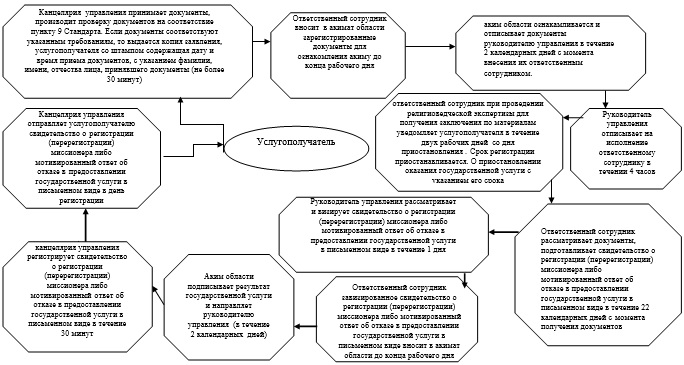 Канцелярия управления принимает документы,
производит проверку документов на соответствие
пункту 9 Стандарта. Если документы соответствуют
указанным требованиям, то выдается копия заявления,
услугополучателя со штампом содержащая дату и
время приема документов, с указанием фамилии,
имени, отчества лица, принявшего документы (не более
30 минут)
Ответственный сотрудник
вносит в акимат области
зарегистрированные
документы для
ознакомления акиму до
конца рабочего дня
аким области ознакамливается и
отписывает документы
руководителю управления в течение
2 календарных дней с момента
внесения их ответственным
сотрудником.
Руководитель
управления
отписывает на
исполнение
ответственному
сотруднику в
течении 4 часов
ответственный сотрудник при проведении
религиоведческой экспертизы для
получения заключения по материалам
уведомляет услугополучателя в течение
двух рабочих дней со дня
приостановления . Срок регистрации
приостанавливается. О приостановлении
оказания государственной услуги с
указанием его срока
Услугополучатель
Канцелярия управления
отправляет услугополучателю
свидетельство о регистрации
(перерегистрации)
миссионера либо
мотивированный ответ об
отказе в предоставлении
государственной услуги в
письменном виде в день
регистрации
Руководитель управления рассматривает
и визирует свидетельство о регистрации
(перерегистрации) миссионера либо
мотивированный ответ об отказе в
предоставлении государственной услуги
в письменном виде в течение 1 дня
Ответственный сотрудник
рассматривает документы,
подготавливает свидетельство о
регистрации (перерегистрации)
миссионера либо
мотивированный ответ об
отказе в предоставлении
государственной услуги в
письменном виде в течение 22
календарных дней с момента
получения документов
канцелярия управления
регистрирует свидетельство
о регистрации
(перерегистрации)
миссионера либо
мотивированный ответ об
отказе в предоставлении
государственной услуги в
письменном виде в течение
30 минут
Аким области
подписывает результат
государственной услуги
и направляет
руководителю
управления (в течение
2 календарных дней)
Ответственный сотрудник
завизированное свидетельство о
регистрации (перерегистрации)
миссионера либо мотивированный
ответ об отказе в предоставлении
государственной услуги в
письменном виде вносит в акимат
области до конца рабочего дня